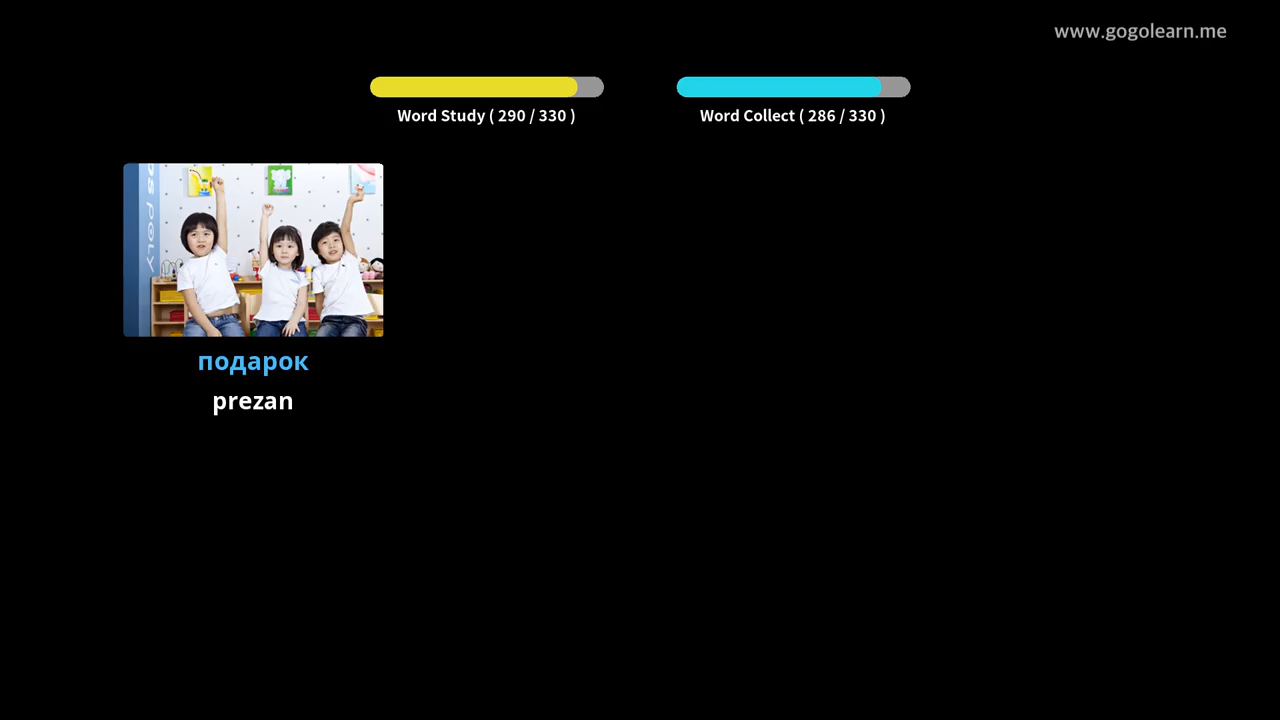 www.gogolearn.me
Word Study ( 290 / 330 )
Word Collect ( 286 / 330 )
подарок
prezan